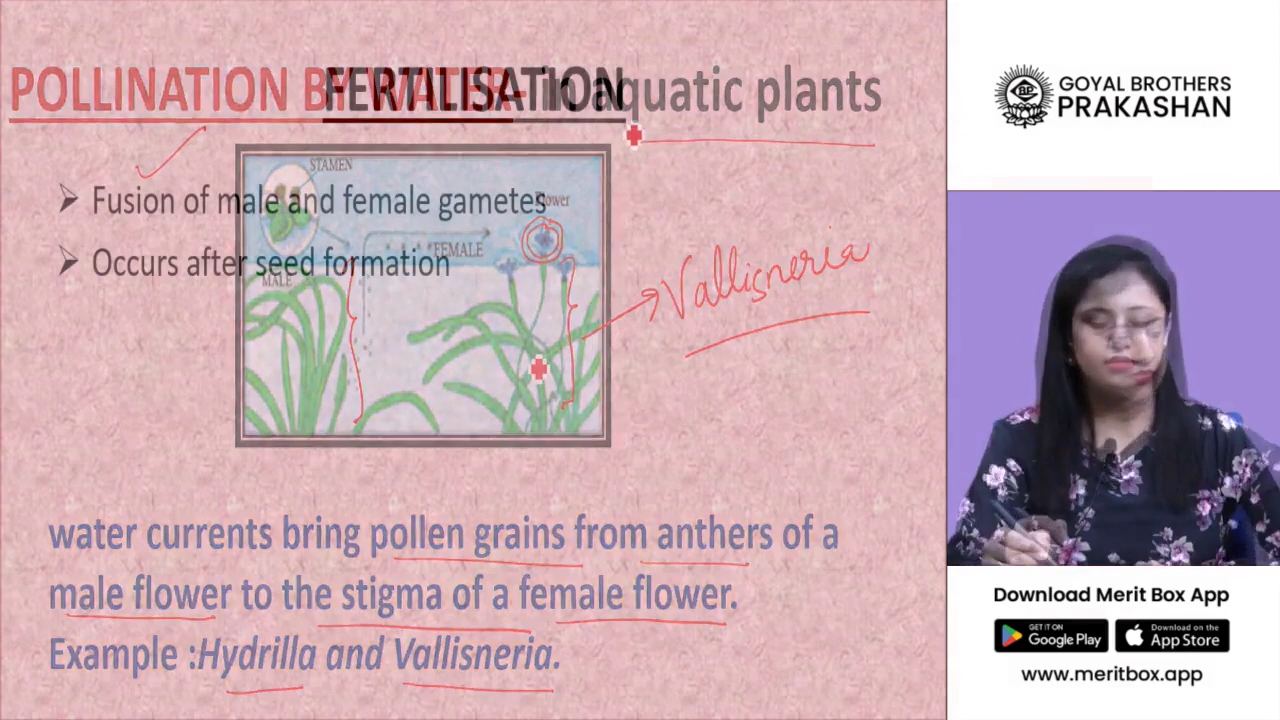 POLLINATION BY WATER- in aquatic plants
FERTALISATION
STAMEN
Fusion of male and female gametes
Flower
FEMALE
Occurs after seed formation
MALE
Vallisneria
water currents bring pollen grains from anthers of a
male flower to the stigma of a female flower.
Example :Hydrilla and Vallisneria.
GOYAL BROTHERS
PRAKASHAN
Download Merit Box App
GET IT ON
Google Play
Download on the
App Store
www.meritbox.app